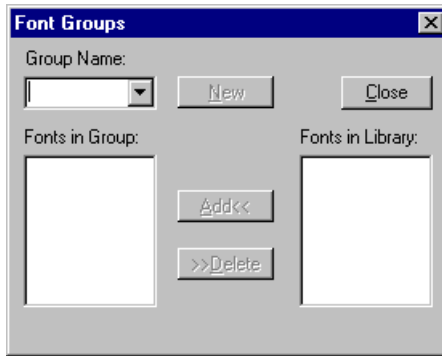 Font Groups
Group Name:
New
Close
Fonts in Group:
Fonts in Library:
Add<<
>>Delete